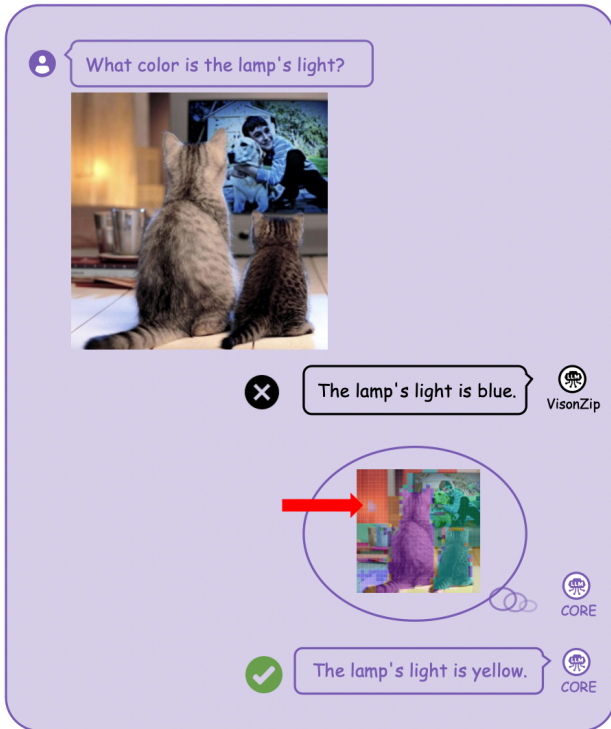 What color is the lamp's light?
The lamp's light is blue.
VisonZip
CORE
The lamp's light is yellow.
CORE